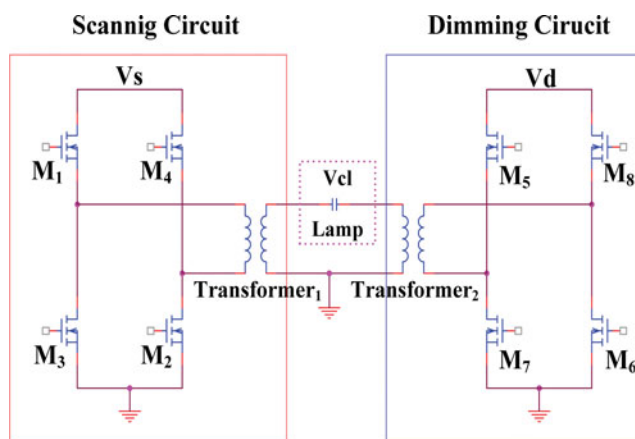 Scannig Circuit
Dimming Cirucit
Vs
Vd
M1
M4
M5
M8
Vcl
Lamp
Transformer1
Transformer2
M3
M2
M7
M6